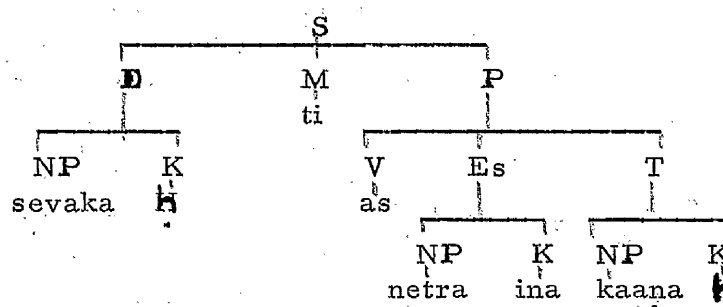 S
D M P
ti
NP K V Es T
sevaka Ḥ as
NP K NP K
netra ina kaana